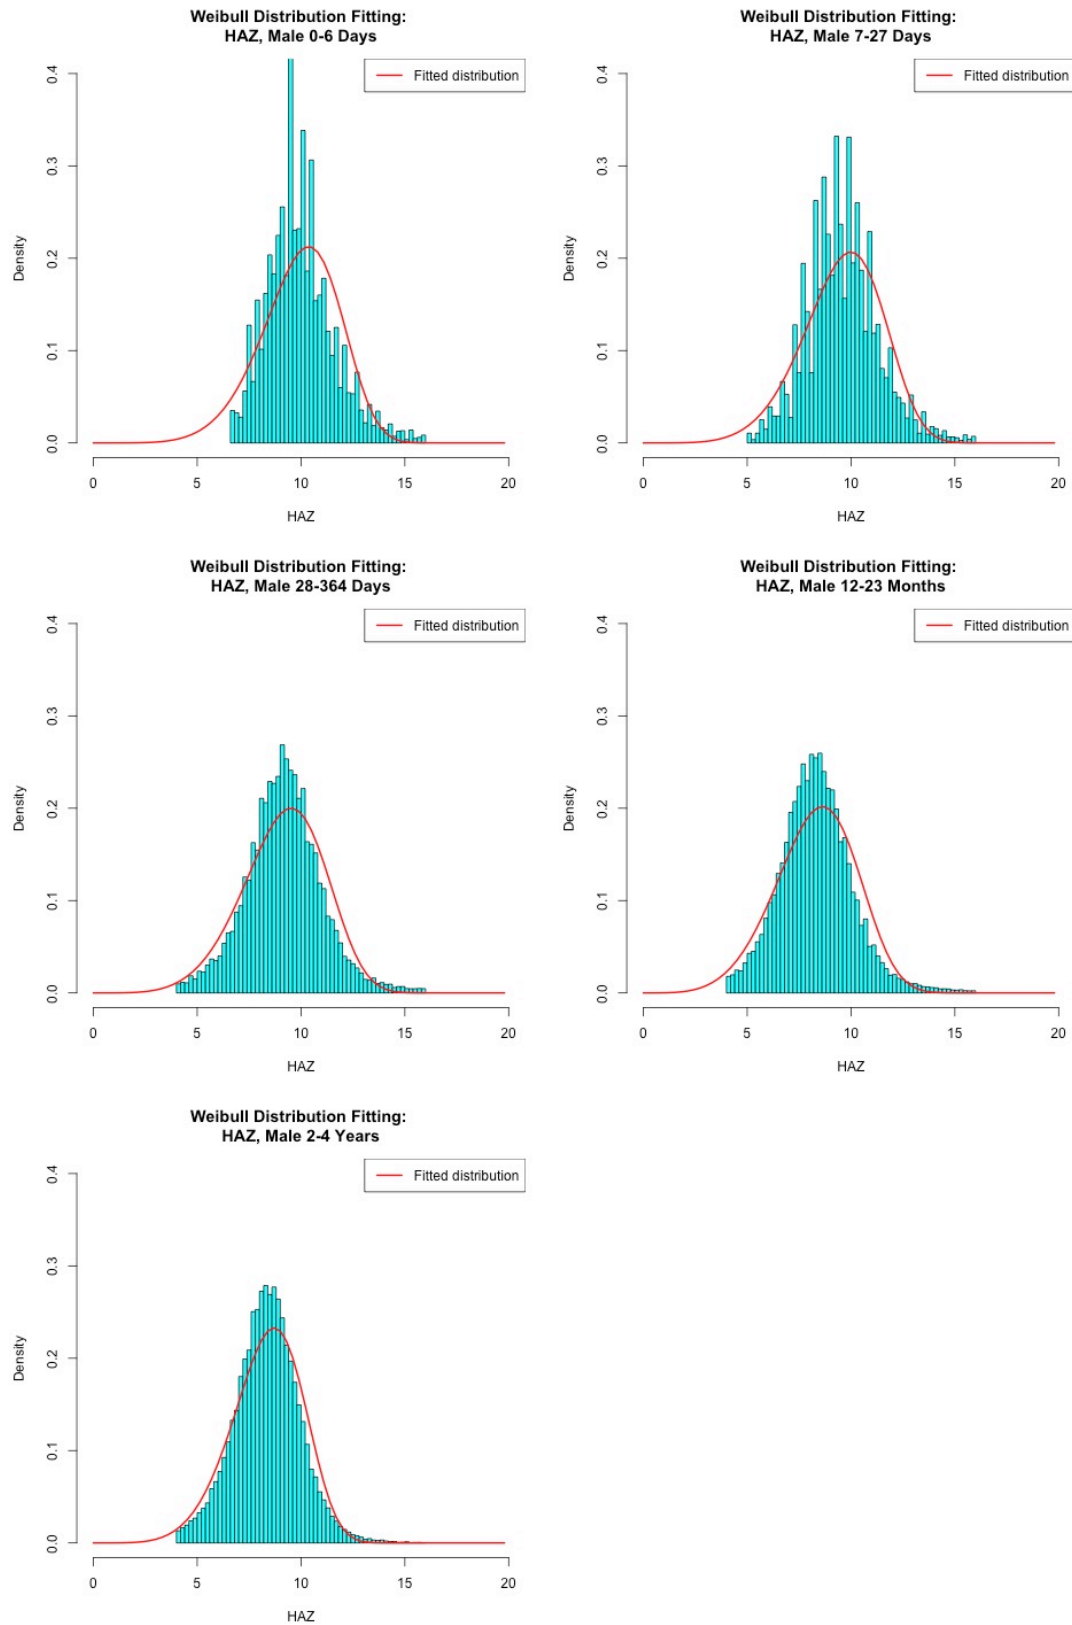 Weibull Distribution Fitting:
HAZ, Male 0-6 Days
Fitted distribution
Density
0.0
0.1
0.2
0.3
0.4
0 5 10 15 20
HAZ
Weibull Distribution Fitting:
HAZ, Male 7-27 Days
Fitted distribution
Density
0.0
0.1
0.2
0.3
0.4
0 5 10 15 20
HAZ
Weibull Distribution Fitting:
HAZ, Male 28-364 Days
Fitted distribution
Density
0.0
0.1
0.2
0.3
0.4
0 5 10 15 20
HAZ
Weibull Distribution Fitting:
HAZ, Male 12-23 Months
Fitted distribution
Density
0.0
0.1
0.2
0.3
0.4
0 5 10 15 20
HAZ
Weibull Distribution Fitting:
HAZ, Male 2-4 Years
Fitted distribution
Density
0.0
0.1
0.2
0.3
0.4
0 5 10 15 20
HAZ